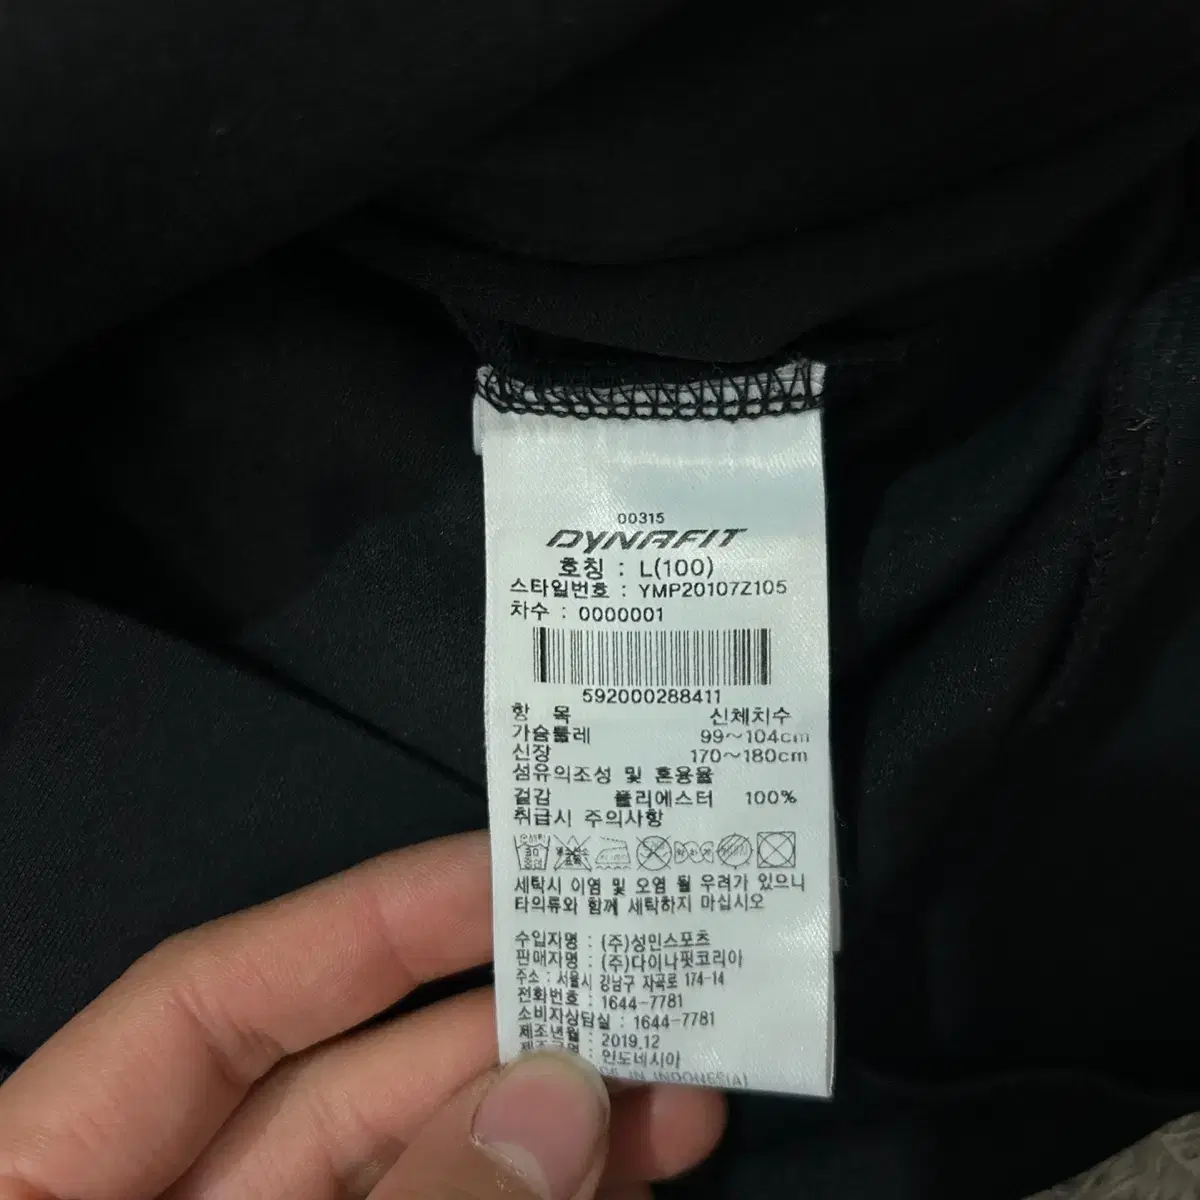 00315
DYNAFIT
호칭 : L(100)
스타일번호 : YMP20107Z105
차수 : 0000001
592000288411
항 목 신체치수
가슴둘레 99~104cm
신장 170~180cm
섬유의조성 및 혼용율
겉감 폴리에스터 100%
취급시 주의사항
30
세탁시 이염 및 오염 될 우려가 있으니
타의류와 함께 세탁하지 마십시오
수입자명 : (주)성민스포츠
판매자명 : (주)다이나핏코리아
주소 : 서울시 강남구 자곡로 174-14
전화번호 : 1644-7781
소비자상담실 : 1644-7781
제조년월 : 2019.12
: 인도네시아
IN INDONESIA)